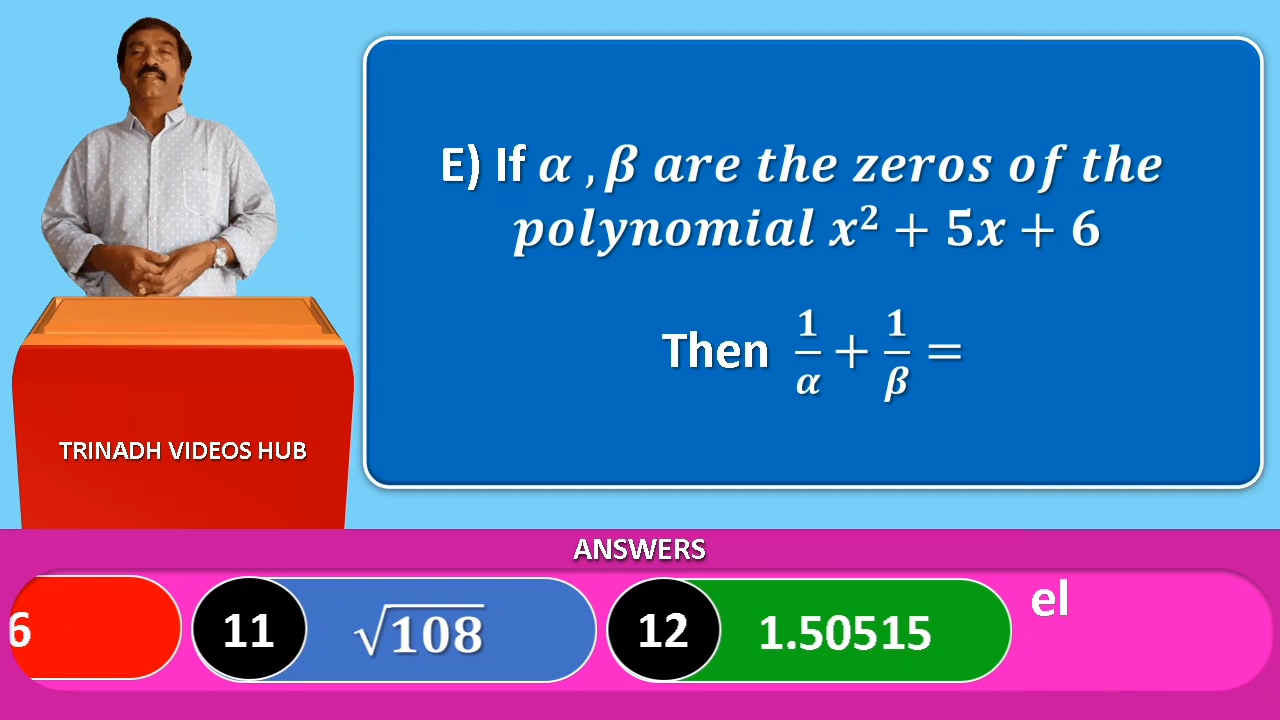 E) If α , β are the zeros of the
polynomial x² + 5x + 6
Then 1/α + 1/β =
TRINADH VIDEOS HUB
ANSWERS
6 11 √108 12 1.50515 el